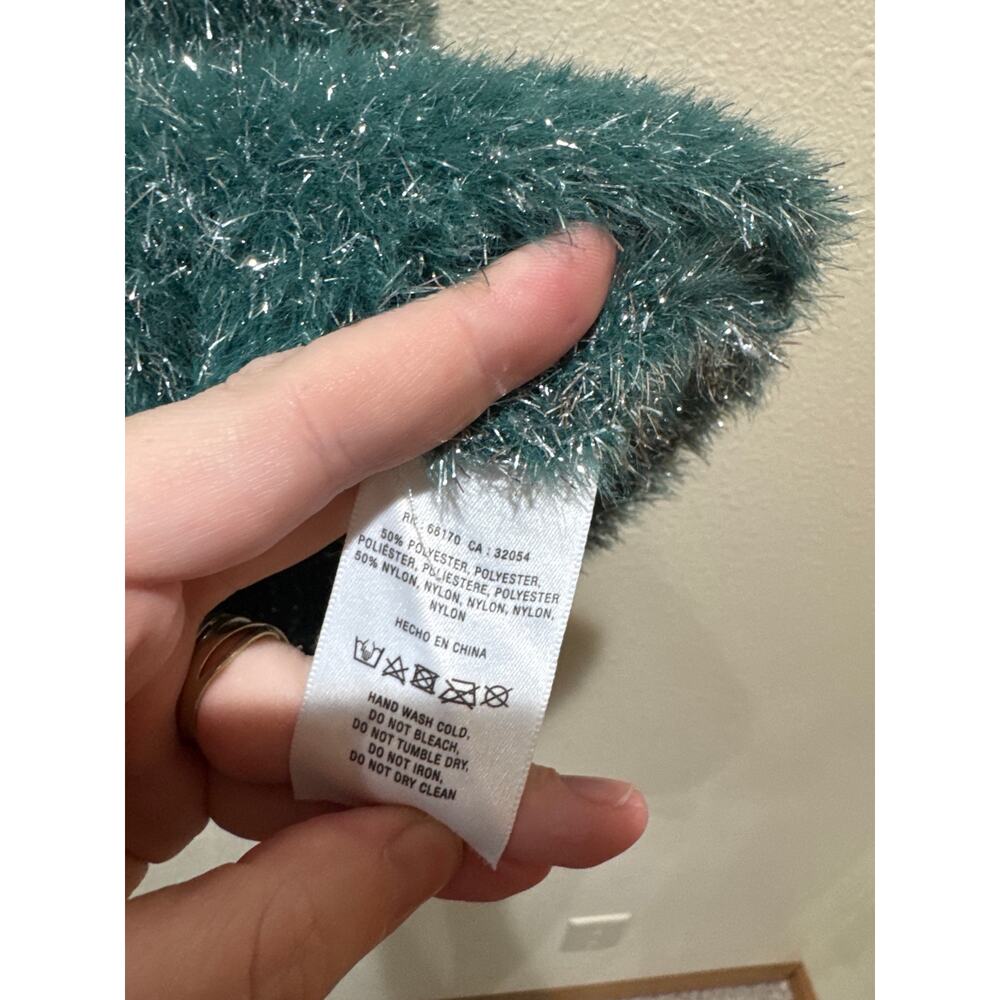 RN : 66170 CA : 32054
50% POLYESTER, POLYESTER,
POLIÉSTER, POLIESTERE, POLYESTER
50% NYLON, NYLON, NYLON, NYLON,
NYLON
HECHO EN CHINA
HAND WASH COLD,
DO NOT BLEACH,
DO NOT TUMBLE DRY,
DO NOT IRON,
DO NOT DRY CLEAN